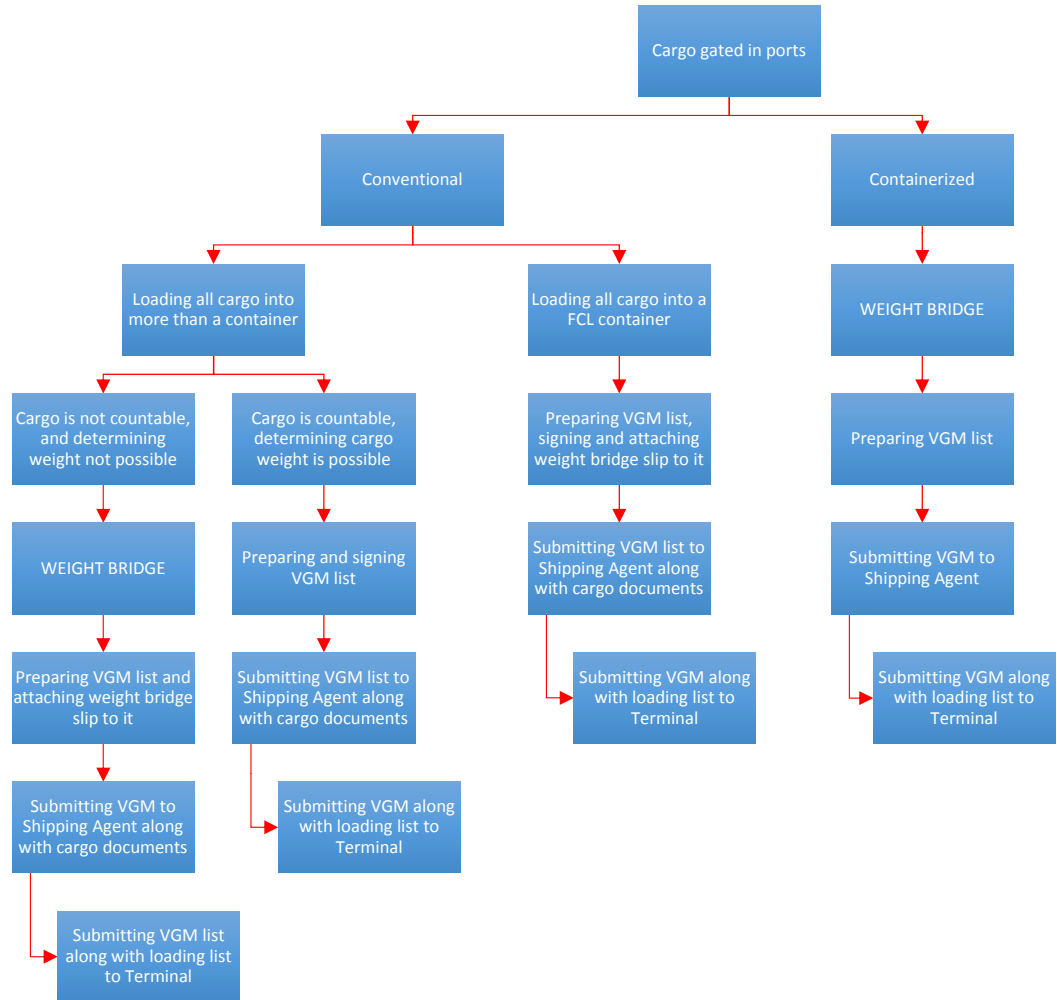 Cargo gated in ports
Conventional
Containerized
Loading all cargo into
more than a container
Loading all cargo into a
FCL container
WEIGHT BRIDGE
Cargo is not countable,
and determining
weight not possible
Cargo is countable,
determining cargo
weight is possible
Preparing VGM list,
signing and attaching
weight bridge slip to it
Preparing VGM list
WEIGHT BRIDGE
Preparing and signing
VGM list
Submitting VGM list to
Shipping Agent along
with cargo documents
Submitting VGM to
Shipping Agent
Preparing VGM list and
attaching weight bridge
slip to it
Submitting VGM list to
Shipping Agent along
with cargo documents
Submitting VGM along
with loading list to
Terminal
Submitting VGM along
with loading list to
Terminal
Submitting VGM to
Shipping Agent along
with cargo documents
Submitting VGM along
with loading list to
Terminal
Submitting VGM list
along with loading list
to Terminal